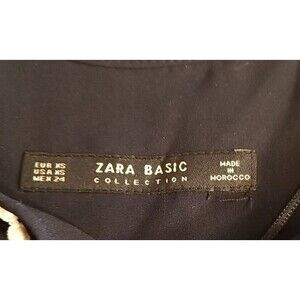 EUR XS
USA XS
MEX 24
ZARA BASIC
COLLECTION
MADE
IN
MOROCCO